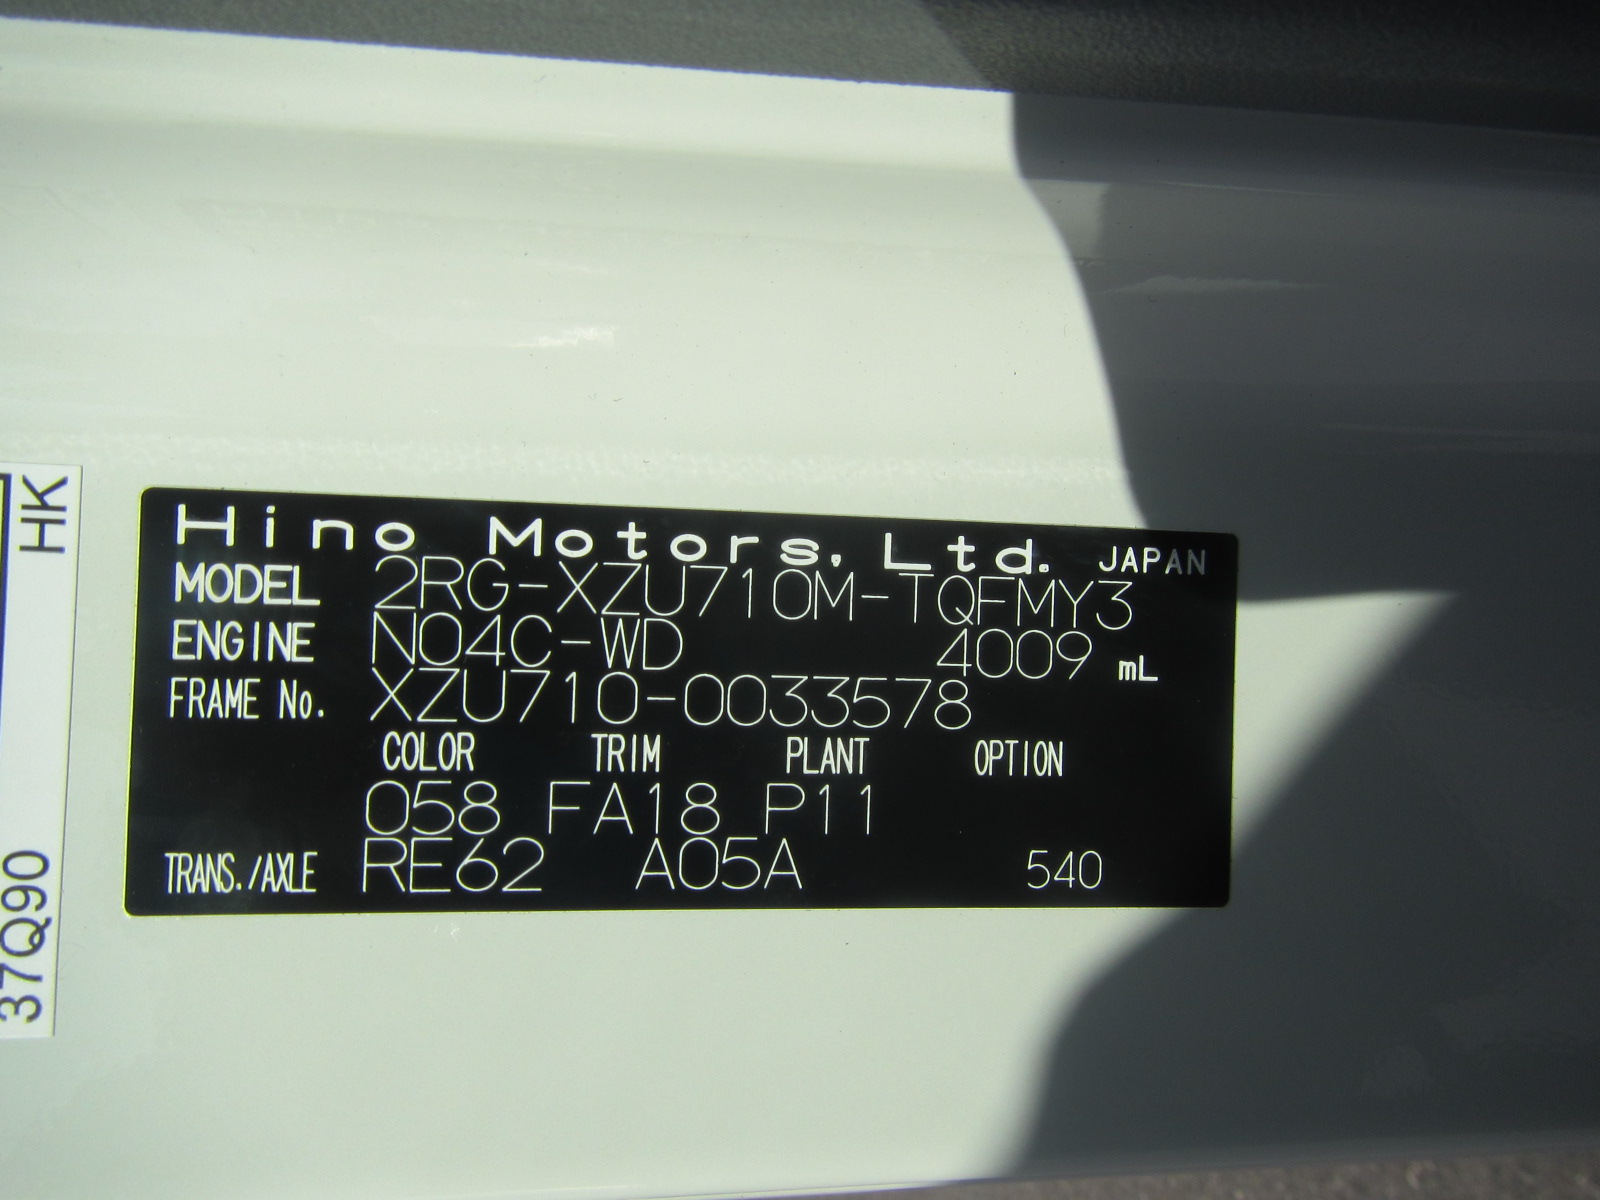 Hino Motors, Ltd. JAPAN
MODEL 2RG-XZU710M-TQFMY3
ENGINE N04C-WD 4009 mL
FRAME No. XZU710-0033578
COLOR TRIM PLANT OPTION
058 FA18 P11
TRANS./AXLE RE62 A05A 540
37Q90 HK